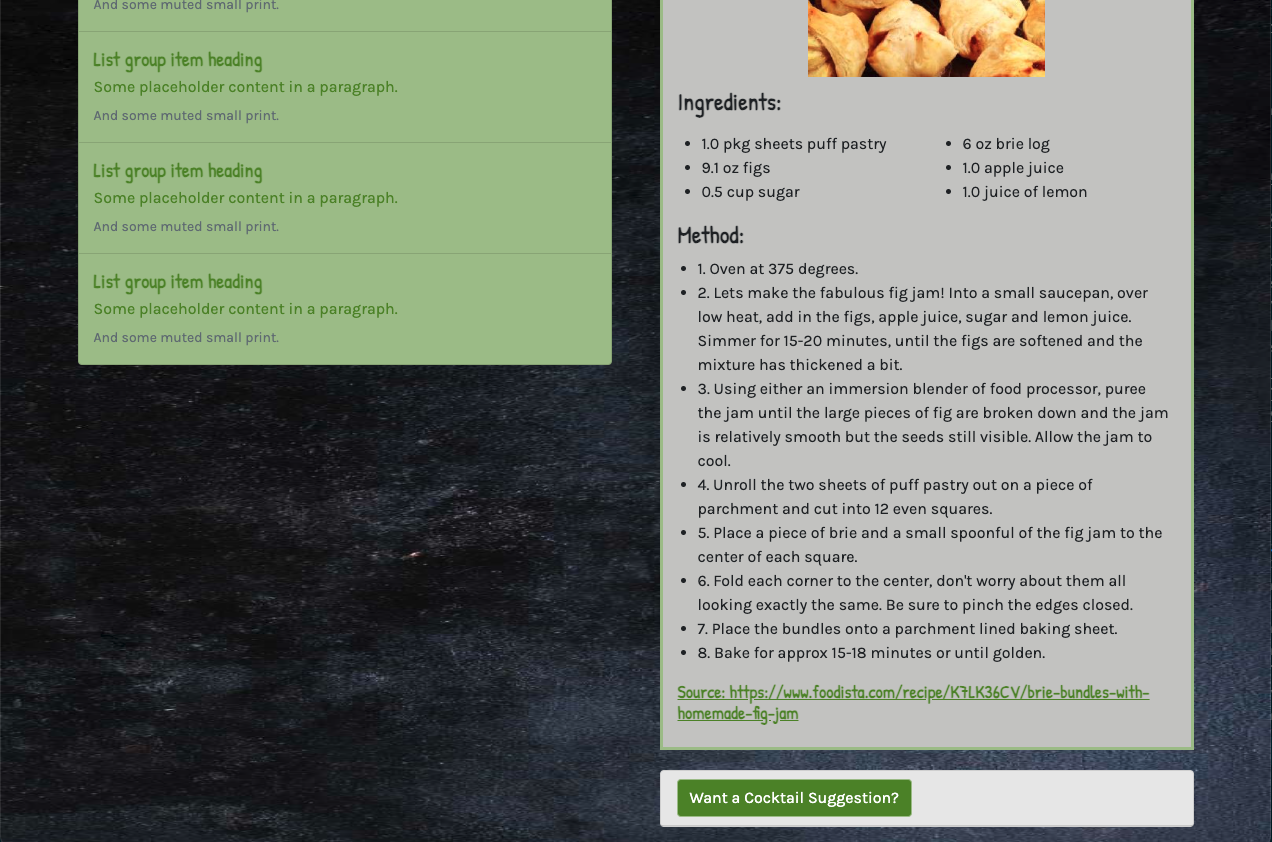 And some muted small print.
List group item heading
Some placeholder content in a paragraph.
And some muted small print.
List group item heading
Some placeholder content in a paragraph.
And some muted small print.
List group item heading
Some placeholder content in a paragraph.
And some muted small print.
Ingredients:
• 1.0 pkg sheets puff pastry
• 9.1 oz figs
• 0.5 cup sugar
• 6 oz brie log
• 1.0 apple juice
• 1.0 juice of lemon
Method:
• 1. Oven at 375 degrees.
• 2. Lets make the fabulous fig jam! Into a small saucepan, over
low heat, add in the figs, apple juice, sugar and lemon juice.
Simmer for 15-20 minutes, until the figs are softened and the
mixture has thickened a bit.
• 3. Using either an immersion blender of food processor, puree
the jam until the large pieces of fig are broken down and the jam
is relatively smooth but the seeds still visible. Allow the jam to
cool.
• 4. Unroll the two sheets of puff pastry out on a piece of
parchment and cut into 12 even squares.
• 5. Place a piece of brie and a small spoonful of the fig jam to the
center of each square.
• 6. Fold each corner to the center, don't worry about them all
looking exactly the same. Be sure to pinch the edges closed.
• 7. Place the bundles onto a parchment lined baking sheet.
• 8. Bake for approx 15-18 minutes or until golden.
Source: https://www.foodista.com/recipe/K7LK36CV/brie-bundles-with-
homemade-fig-jam
Want a Cocktail Suggestion?